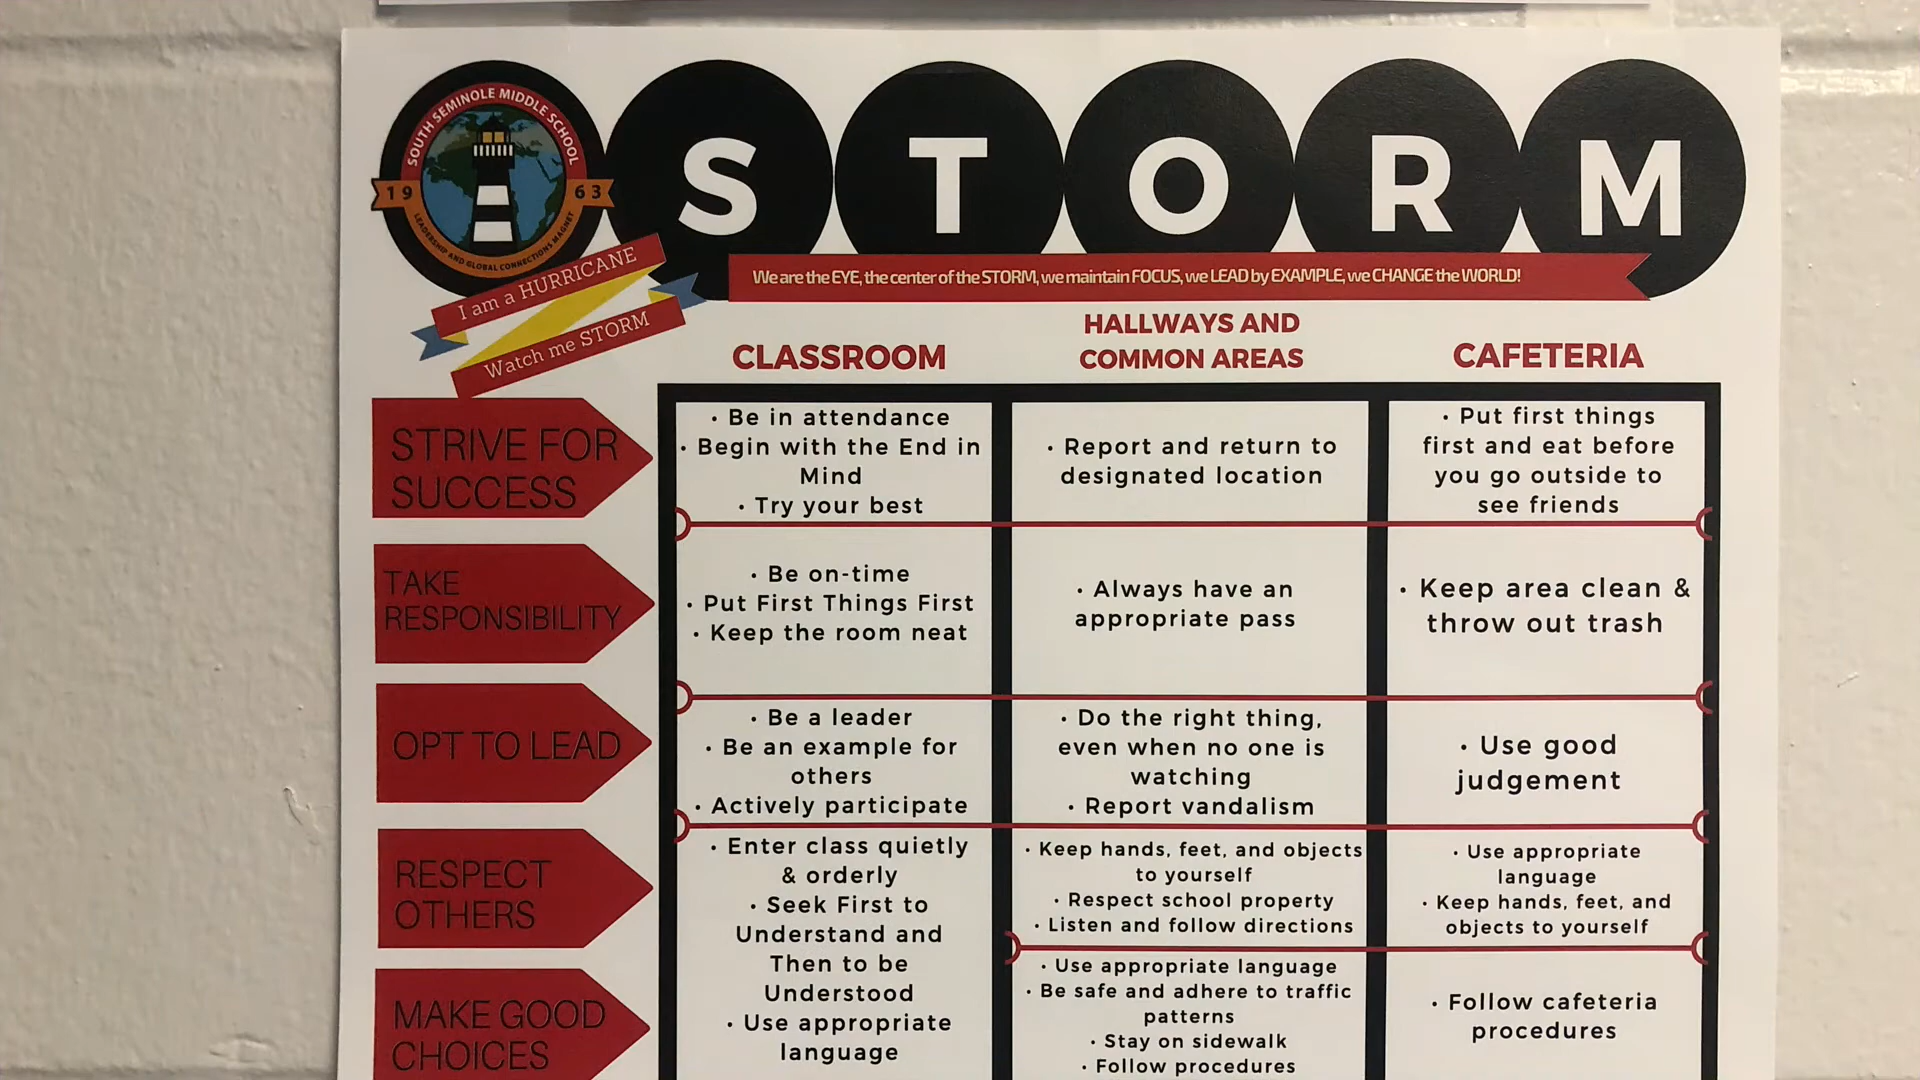 SOUTH SEMINOLE MIDDLE SCHOOL
19 63
LEADERSHIP AND GLOBAL CONNECTIONS MAGNET
S T O R M
I am a HURRICANE
Watch me STORM
We are the EYE, the center of the STORM, we maintain FOCUS, we LEAD by EXAMPLE, we CHANGE the WORLD!
CLASSROOM
HALLWAYS AND
COMMON AREAS
CAFETERIA
STRIVE FOR
SUCCESS
• Be in attendance
• Begin with the End in
Mind
• Try your best
• Report and return to
designated location
• Put first things
first and eat before
you go outside to
see friends
TAKE
RESPONSIBILITY
• Be on-time
• Put First Things First
• Keep the room neat
• Always have an
appropriate pass
• Keep area clean &
throw out trash
OPT TO LEAD
• Be a leader
• Be an example for
others
• Actively participate
• Do the right thing,
even when no one is
watching
• Report vandalism
• Use good
judgement
RESPECT
OTHERS
• Enter class quietly
& orderly
• Seek First to
Understand and
Then to be
Understood
• Use appropriate
language
• Keep hands, feet, and objects
to yourself
• Respect school property
• Listen and follow directions
• Use appropriate
language
• Keep hands, feet, and
objects to yourself
MAKE GOOD
CHOICES
• Use appropriate language
• Be safe and adhere to traffic
patterns
• Stay on sidewalk
• Follow procedures
• Follow cafeteria
procedures